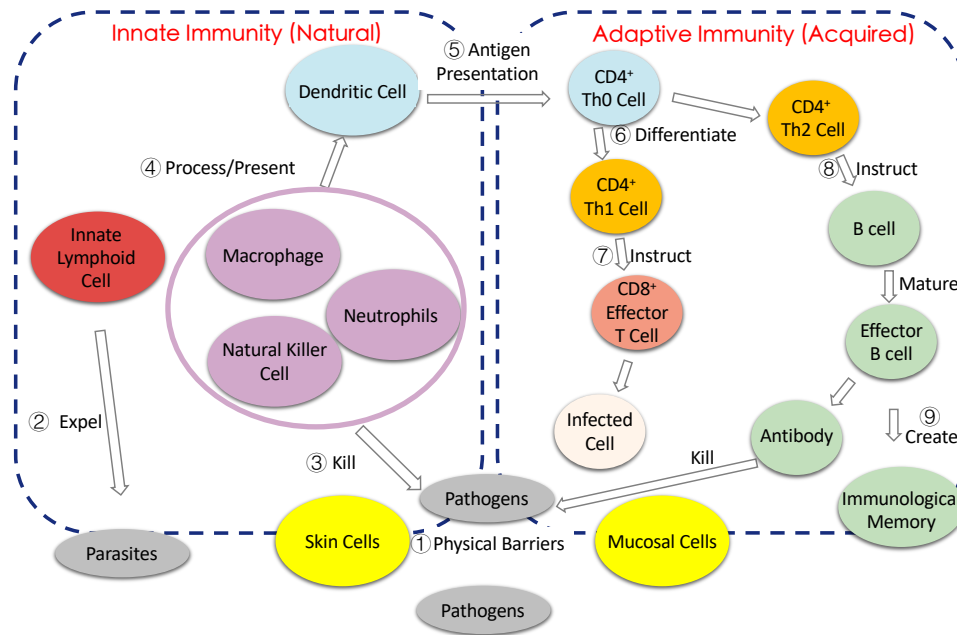 Innate Immunity (Natural)
Adaptive Immunity (Acquired)
⑤ Antigen
Presentation
Dendritic Cell
CD4⁺
Th0 Cell
CD4⁺
Th2 Cell
⑥ Differentiate
④ Process/Present
⑧ Instruct
CD4⁺
Th1 Cell
Innate
Lymphoid
Cell
Macrophage
B cell
⑦ Instruct
Mature
Neutrophils
CD8⁺
Effector
T Cell
Natural Killer
Cell
Effector
B cell
② Expel
Infected
Cell
Antibody
⑨
Create
③ Kill
Kill
Pathogens
Immunological
Memory
Parasites
Skin Cells
① Physical Barriers
Mucosal Cells
Pathogens